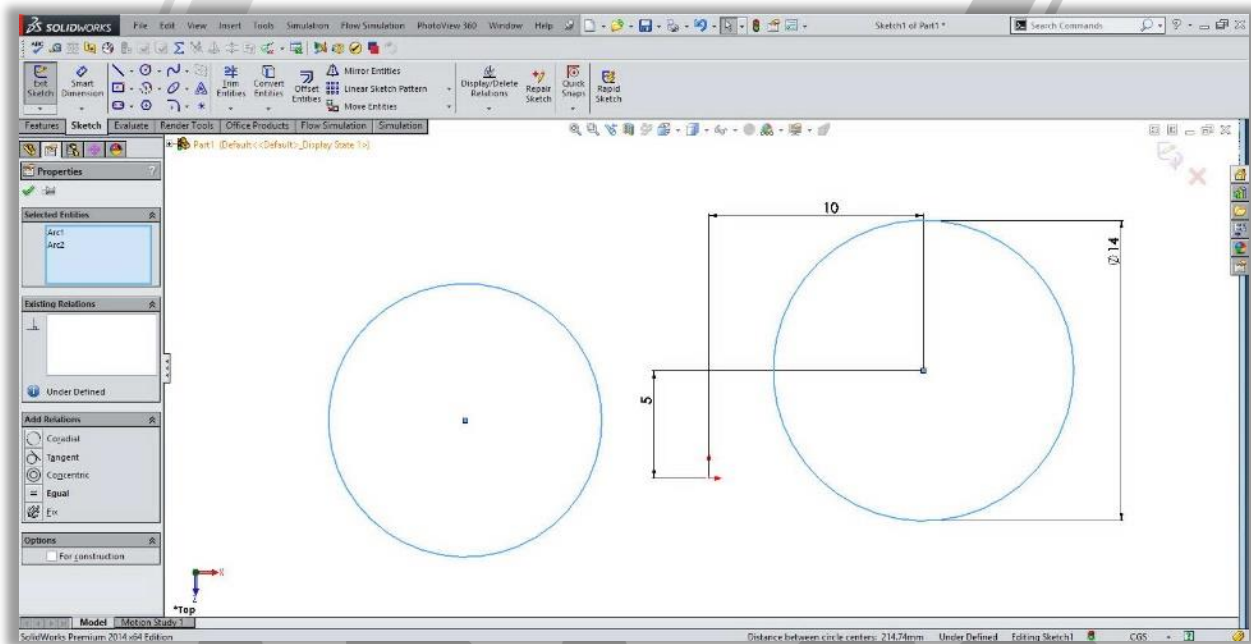 SOLIDWORKS File Edit View Insert Tools Simulation Flow Simulation PhotoView 360 Window Help Sketch1 of Part1 * Search Commands
Exit Sketch
Smart Dimension
Trim Entities
Convert Entities
Offset Entities
Mirror Entities
Linear Sketch Pattern
Move Entities
Display/Delete Relations
Repair Sketch
Quick Snaps
Rapid Sketch
Features Sketch Evaluate Render Tools Office Products Flow Simulation Simulation
Part1 (Default<<Default>_Display State 1>)
Properties ?
Selected Entities
Arc1
Arc2
Existing Relations
Under Defined
Add Relations
Coradial
Tangent
Concentric
Equal
Fix
Options
For construction
10
∅14
5
X
Z
*Top
Model Motion Study 1
SolidWorks Premium 2014 x64 Edition Distance between circle centers: 214.74mm Under Defined Editing Sketch1 CGS